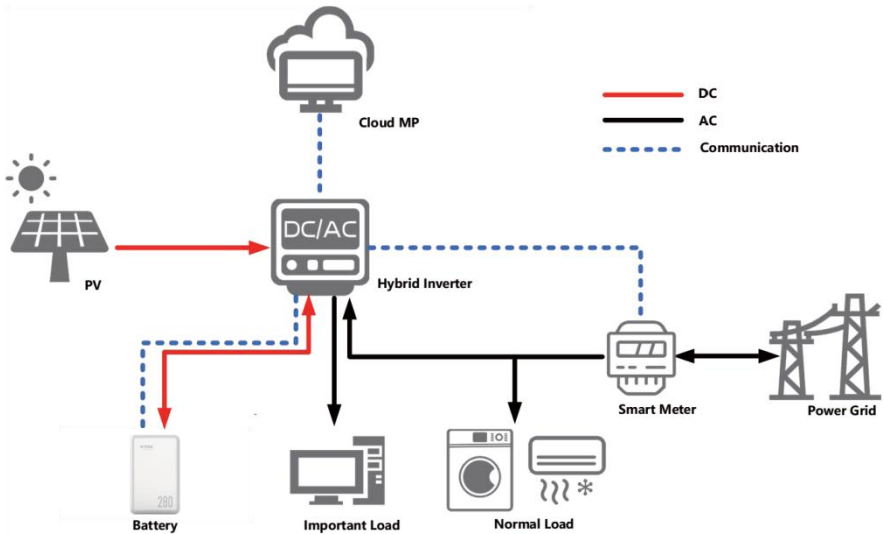 Cloud MP
DC
AC
Communication
DC/AC
PV
Hybrid Inverter
Smart Meter
Power Grid
280
Battery
Important Load
Normal Load